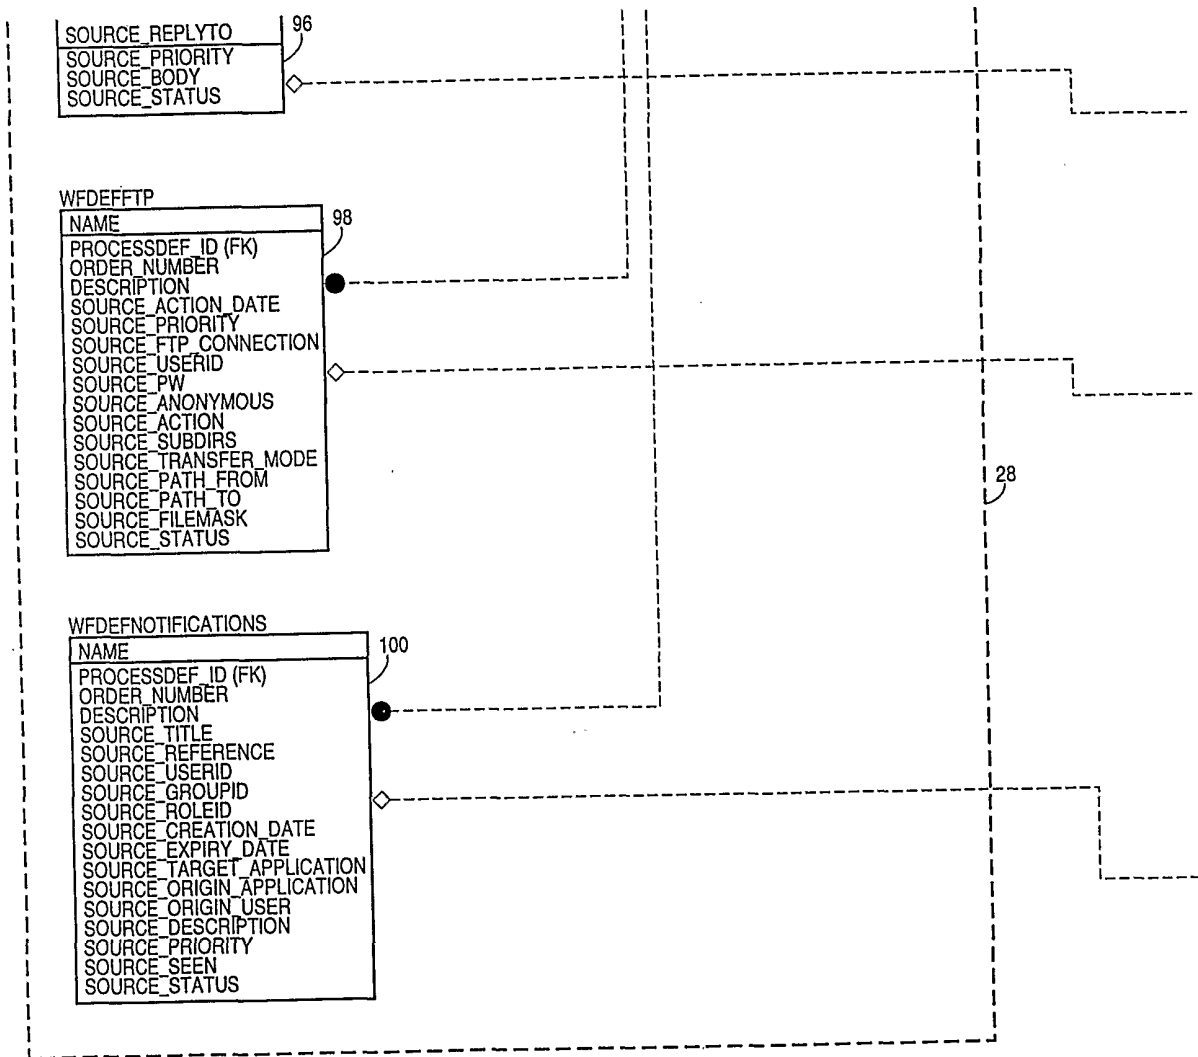 SOURCE_REPLYTO
96
SOURCE_PRIORITY
SOURCE_BODY
SOURCE_STATUS
WFDEFFTP
NAME
98
PROCESSDEF_ID (FK)
ORDER_NUMBER
DESCRIPTION
SOURCE_ACTION_DATE
SOURCE_PRIORITY
SOURCE_FTP_CONNECTION
SOURCE_USERID
SOURCE_PW
SOURCE_ANONYMOUS
SOURCE_ACTION
SOURCE_SUBDIRS
SOURCE_TRANSFER_MODE
SOURCE_PATH_FROM
SOURCE_PATH_TO
SOURCE_FILEMASK
SOURCE_STATUS
28
WFDEFNOTIFICATIONS
NAME
100
PROCESSDEF_ID (FK)
ORDER_NUMBER
DESCRIPTION
SOURCE_TITLE
SOURCE_REFERENCE
SOURCE_USERID
SOURCE_GROUPID
SOURCE_ROLEID
SOURCE_CREATION_DATE
SOURCE_EXPIRY_DATE
SOURCE_TARGET_APPLICATION
SOURCE_ORIGIN_APPLICATION
SOURCE_ORIGIN_USER
SOURCE_DESCRIPTION
SOURCE_PRIORITY
SOURCE_SEEN
SOURCE_STATUS